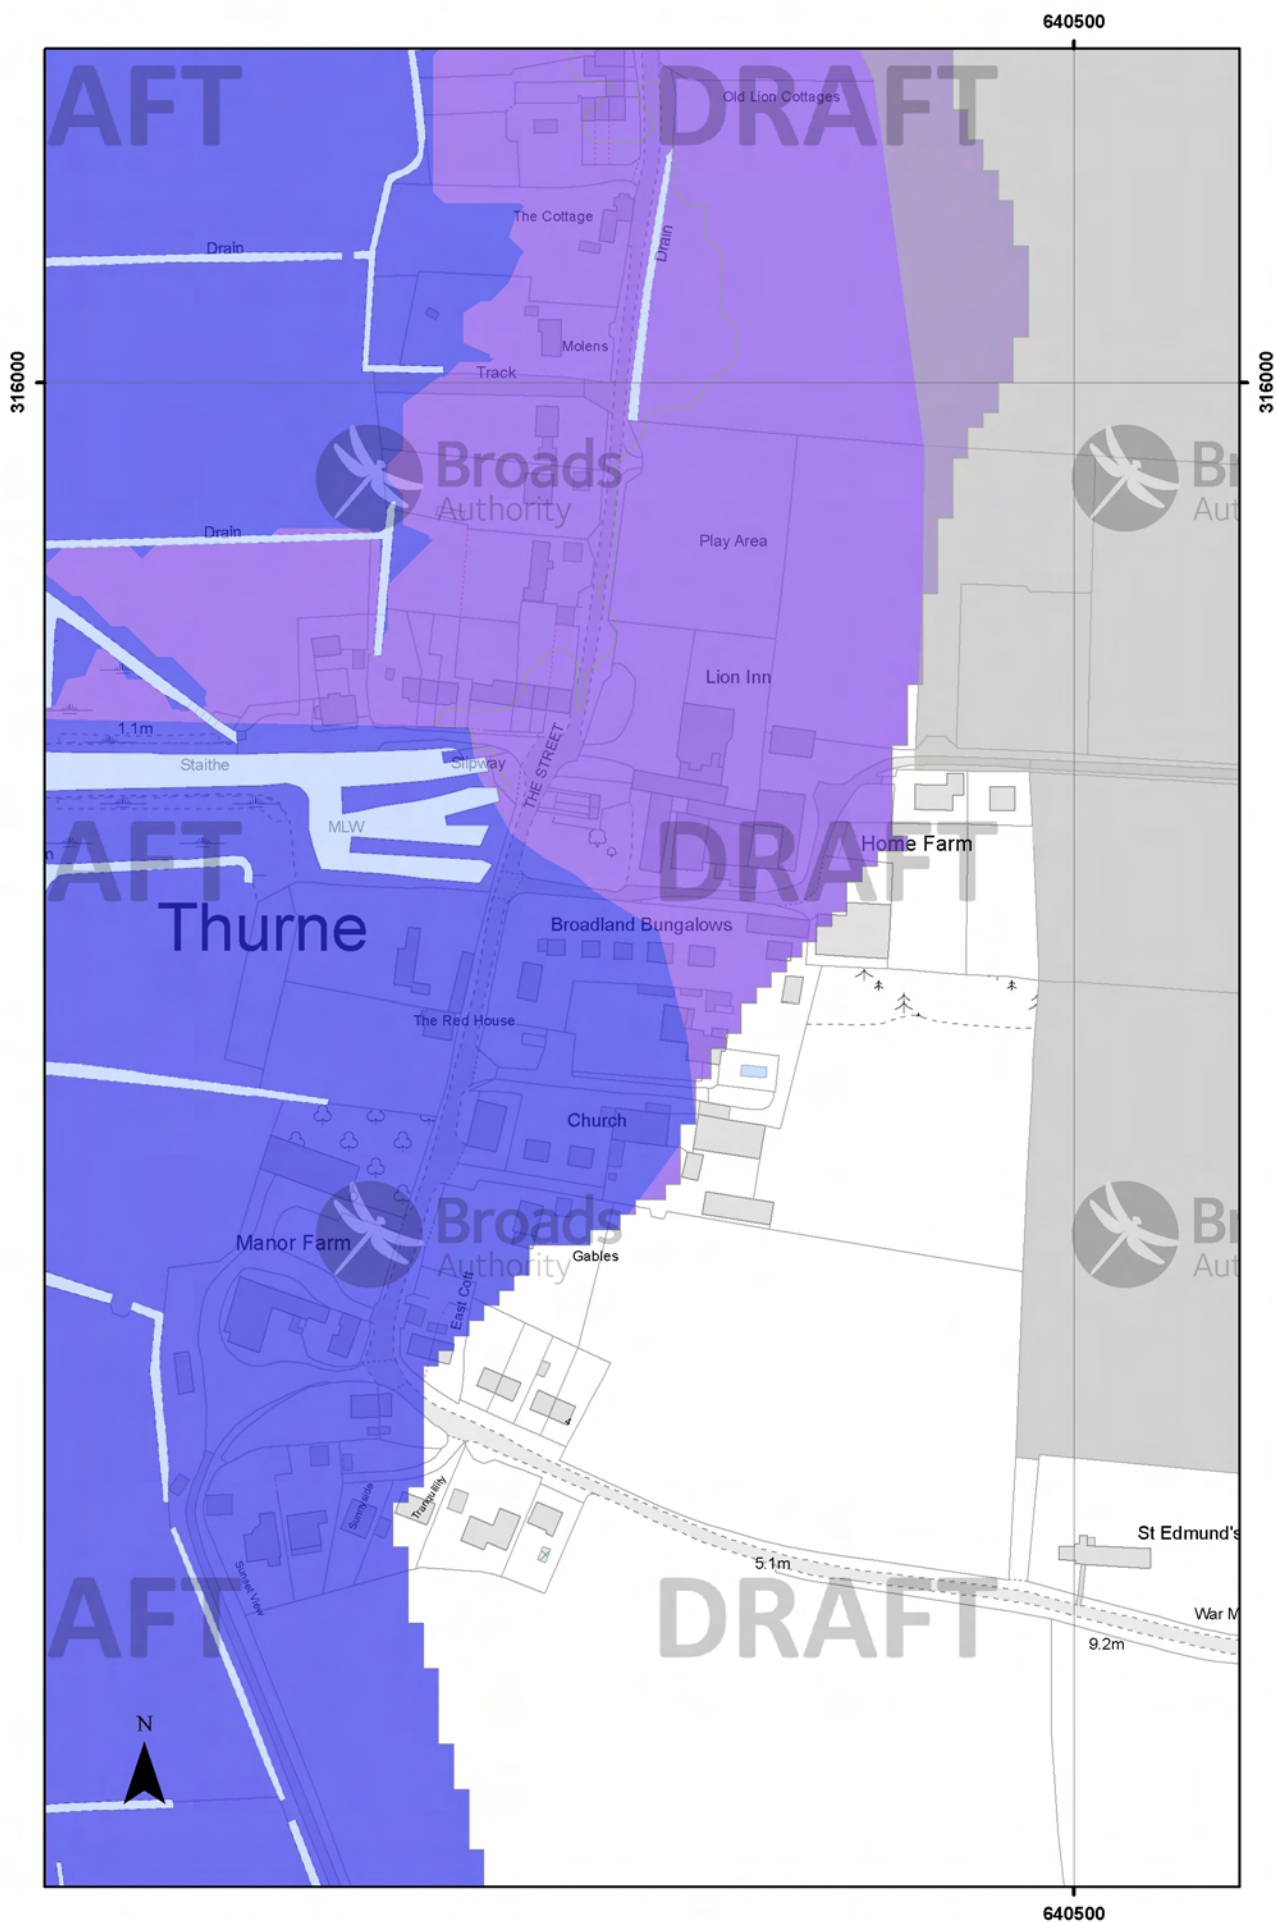 640500
AFT
DRAFT
Old Lion Cottages
The Cottage
Drain
Drain
Molens
Track
316000
316000
Broads
Authority
Br
Aut
Drain
Play Area
Lion Inn
1.1m
THE STREET
Staithe
Slipway
MLW
AFT
DRAFT
Home Farm
n
Thurne
Broadland Bungalows
The Red House
Church
Broads
Authority
Br
Aut
Manor Farm
Gables
East Cott
4
Tranquility
Sunnyside
St Edmund's
5.1m
Sunset View
AFT
DRAFT
War M
9.2m
N
640500